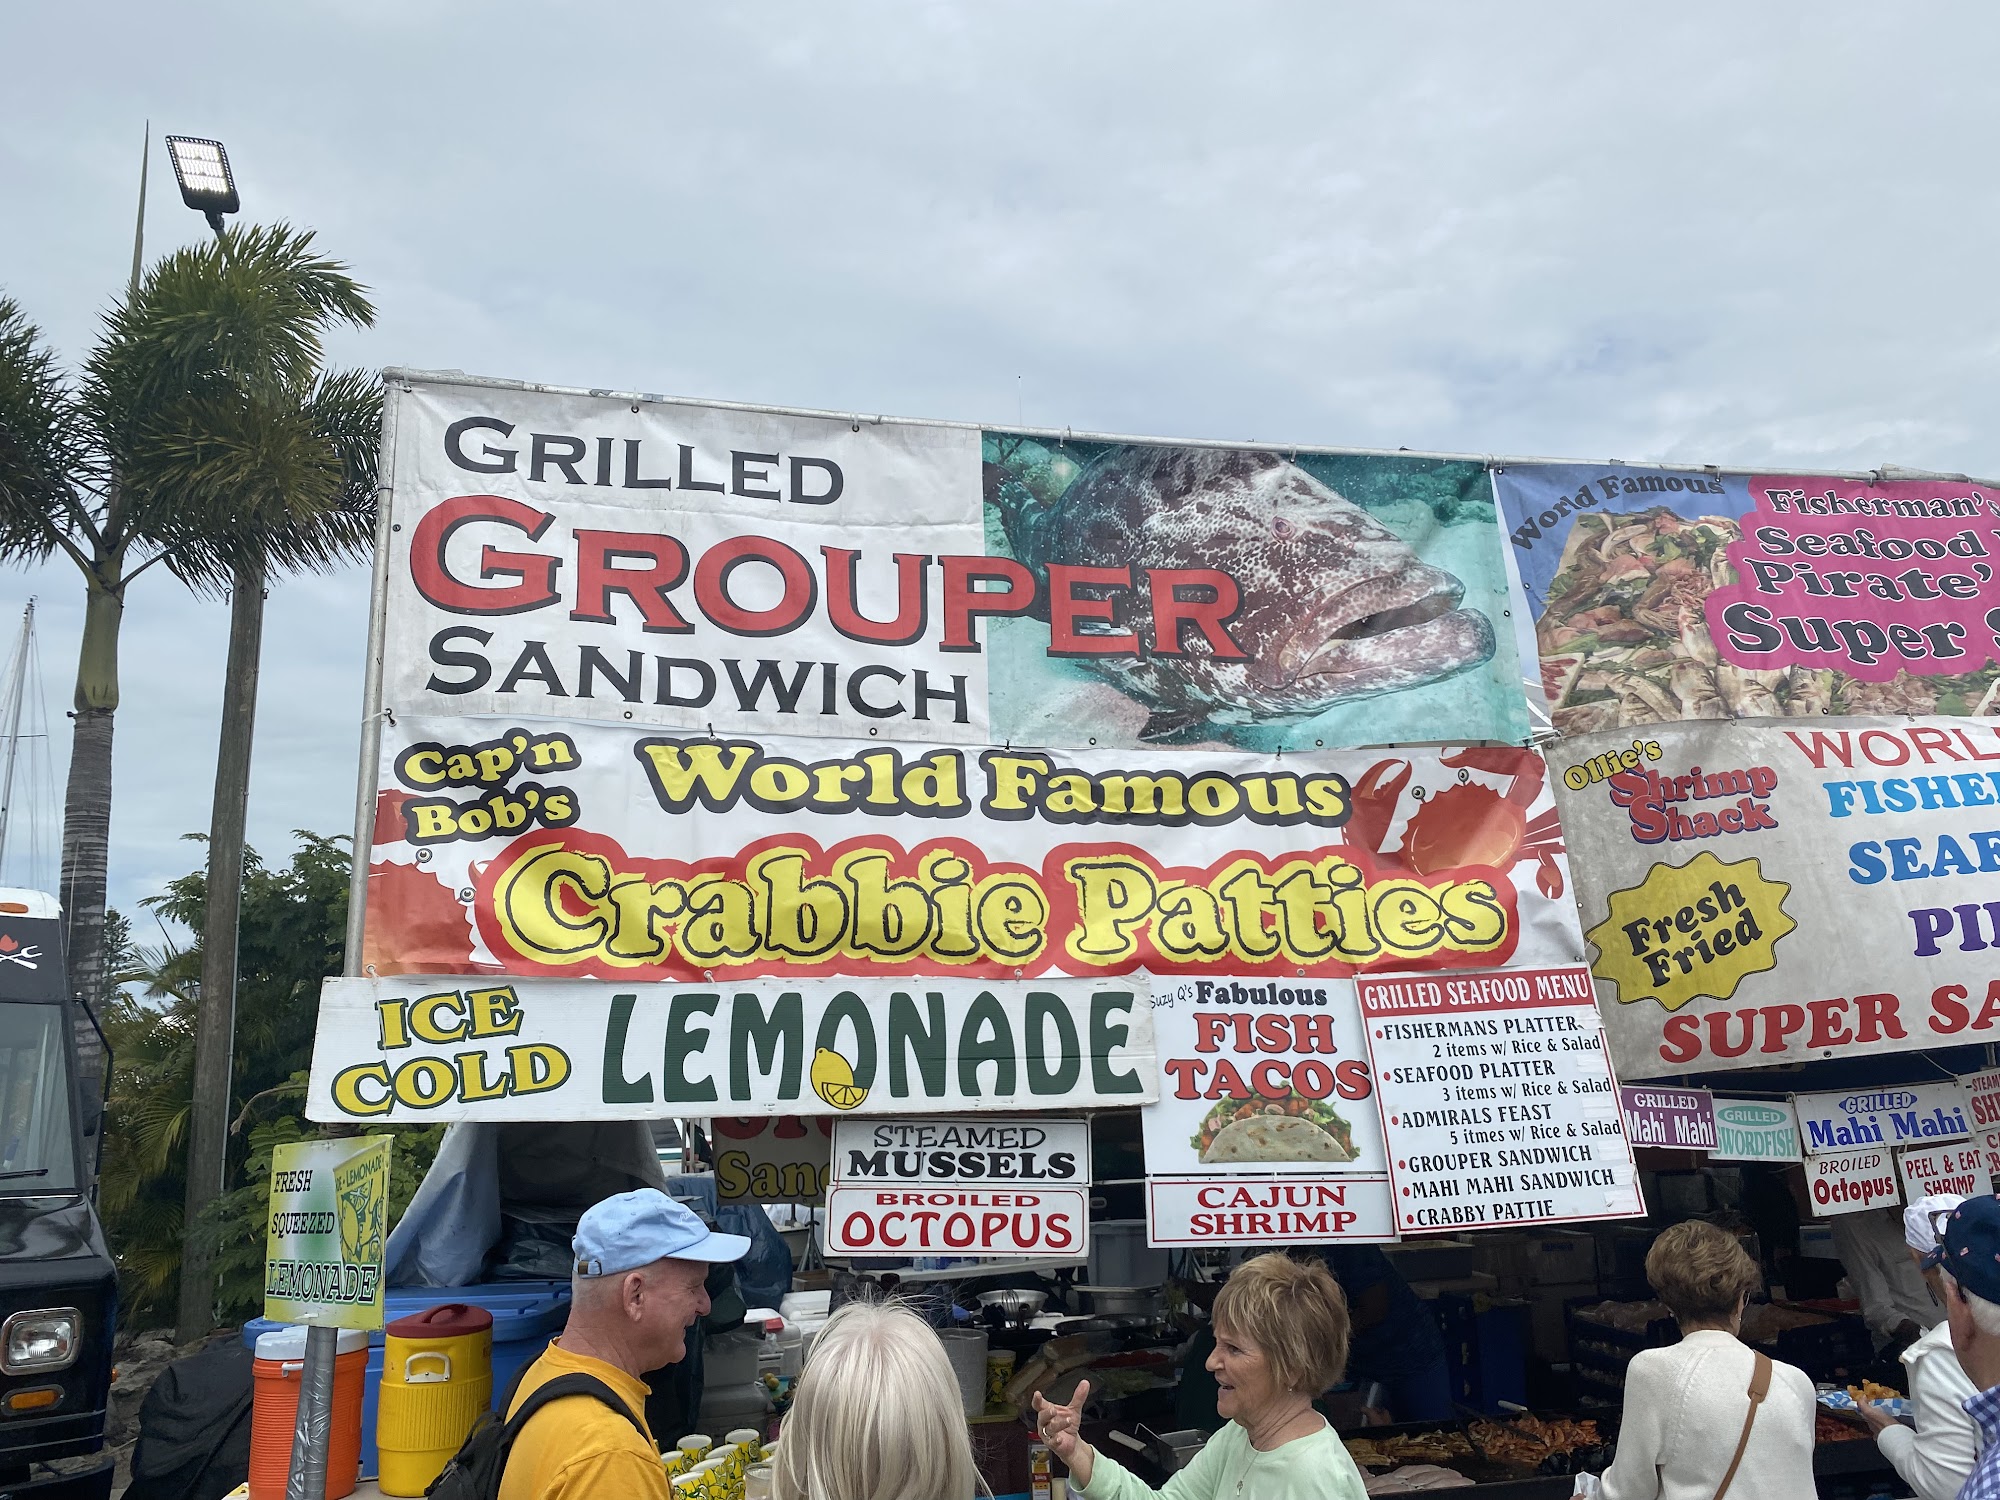 GRILLED
GROUPER
SANDWICH
World Famous
Fisherman's
Seafood
Pirate'
Super
Cap'n
Bob's
World Famous
Crabbie Patties
Ollie's
Shrimp
Shack
Fresh
Fried
SUPER
ICE
COLD
LEMONADE
Suzy Q's Fabulous
FISH
TACOS
GRILLED SEAFOOD MENU
•FISHERMANS PLATTER
2 items w/ Rice & Salad
•SEAFOOD PLATTER
3 items w/ Rice & Salad
•ADMIRALS FEAST
5 itmes w/ Rice & Salad
•GROUPER SANDWICH
•MAHI MAHI SANDWICH
•CRABBY PATTIE
STEAMED
MUSSELS
BROILED
OCTOPUS
CAJUN
SHRIMP
GRILLED
Mahi Mahi
GRILLED
SWORDFISH
GRILLED
Mahi Mahi
BROILED
Octopus
PEEL & EAT
SHRIMP
FRESH
SQUEEZED
LEMONADE